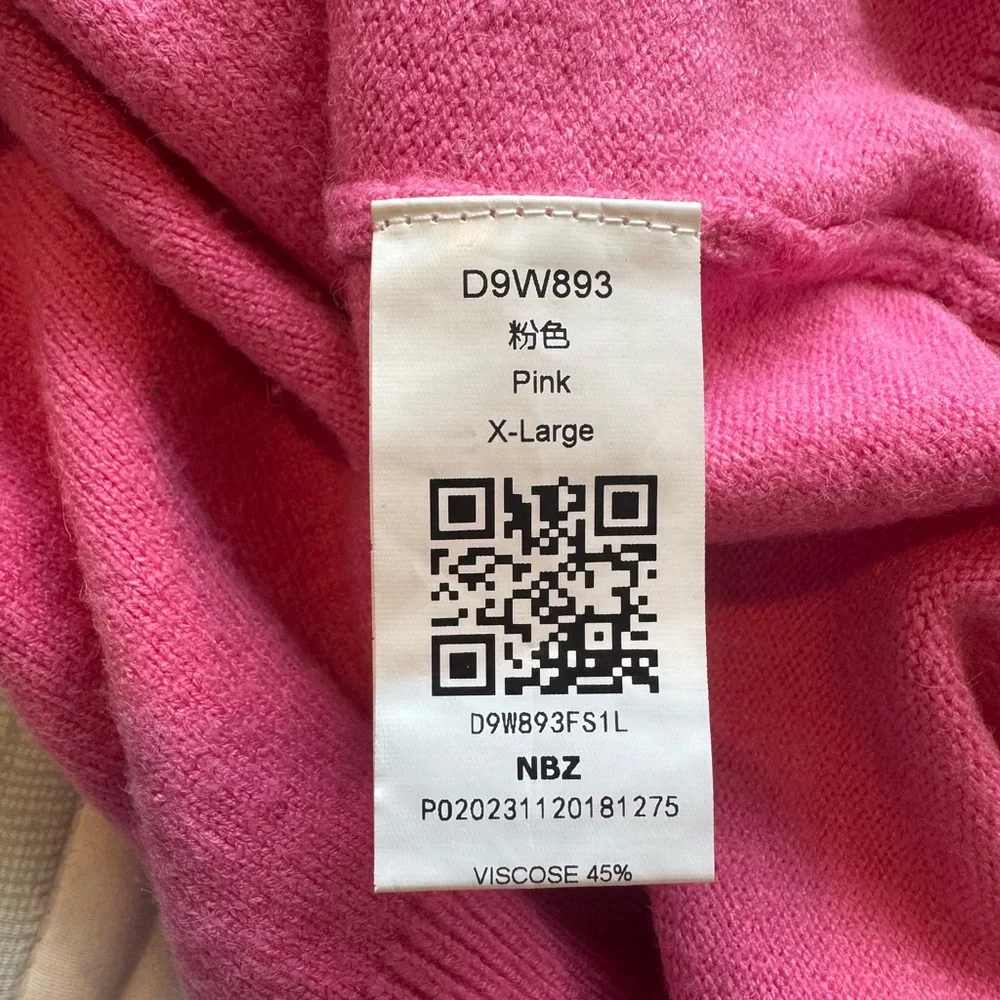 D9W893
粉色
Pink
X-Large
D9W893FS1L
NBZ
P020231120181275
VISCOSE 45%